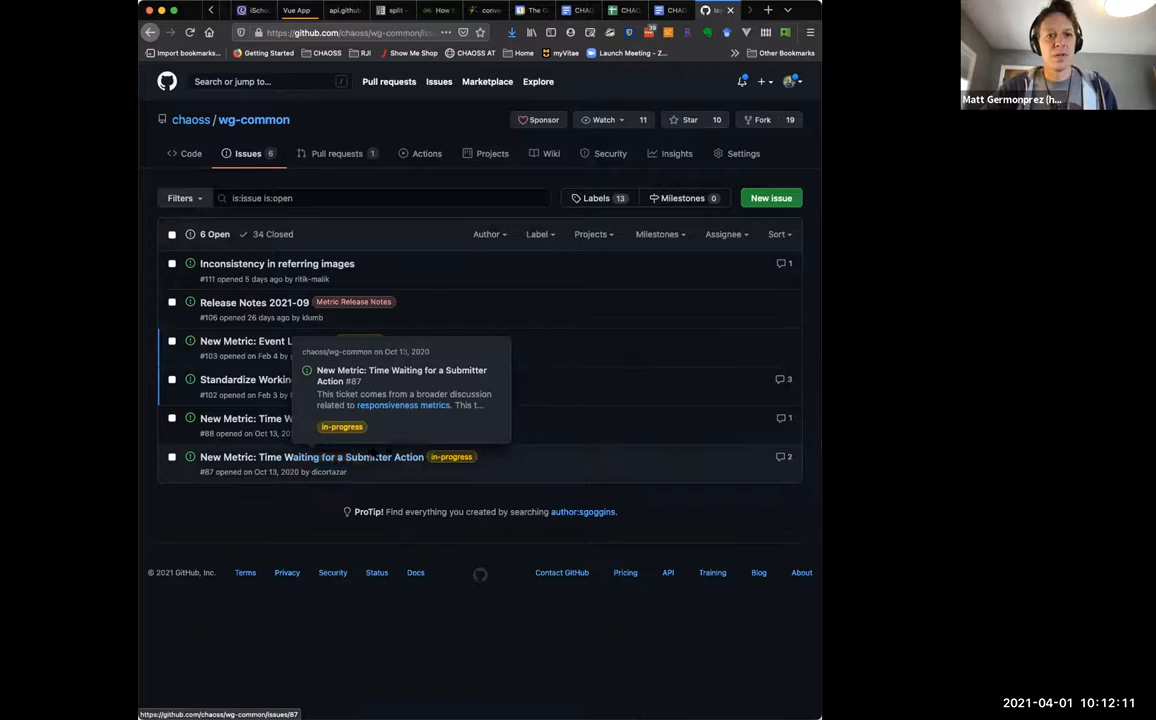 iScho
Vue App
api.github
split -
How t
conve
The G
CHAO
CHAO
CHAO
Iss
https://github.com/chaoss/wg-common/iss
Import bookmarks...
Getting Started
CHAOSS
RJI
Show Me Shop
CHAOSS AT
Home
myVitae
Launch Meeting - Z...
Other Bookmarks
Search or jump to...
/
Pull requests
Issues
Marketplace
Explore
chaoss / wg-common
Sponsor
Watch 11
Star 10
Fork 19
Code
Issues 6
Pull requests 1
Actions
Projects
Wiki
Security
Insights
Settings
Filters
is:issue is:open
Labels 13
Milestones 0
New issue
6 Open
34 Closed
Author
Label
Projects
Milestones
Assignee
Sort
Inconsistency in referring images
1
#111 opened 5 days ago by ritik-malik
Release Notes 2021-09 Metric Release Notes
#106 opened 26 days ago by klumb
New Metric: Event L
#103 opened on Feb 4 by
Standardize Workin
3
#102 opened on Feb 3 by
New Metric: Time W
1
#88 opened on Oct 13, 20
chaoss/wg-common on Oct 13, 2020
New Metric: Time Waiting for a Submitter
Action #87
This ticket comes from a broader discussion
related to responsiveness metrics. This t...
in-progress
New Metric: Time Waiting for a Submitter Action in-progress
2
#87 opened on Oct 13, 2020 by dicortazar
ProTip! Find everything you created by searching author:sgoggins.
© 2021 GitHub, Inc.
Terms
Privacy
Security
Status
Docs
Contact GitHub
Pricing
API
Training
Blog
About
https://github.com/chaoss/wg-common/issues/87
Matt Germonprez (h...
2021-04-01 10:12:11